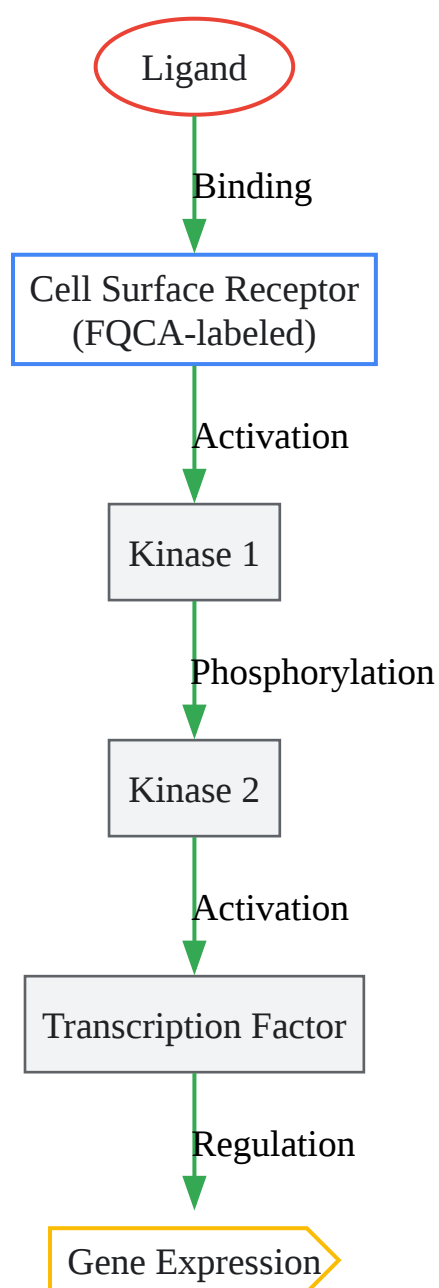 Ligand
Binding
Cell Surface Receptor
(FQCA-labeled)
Activation
Kinase 1
Phosphorylation
Kinase 2
Activation
Transcription Factor
Regulation
Gene Expression